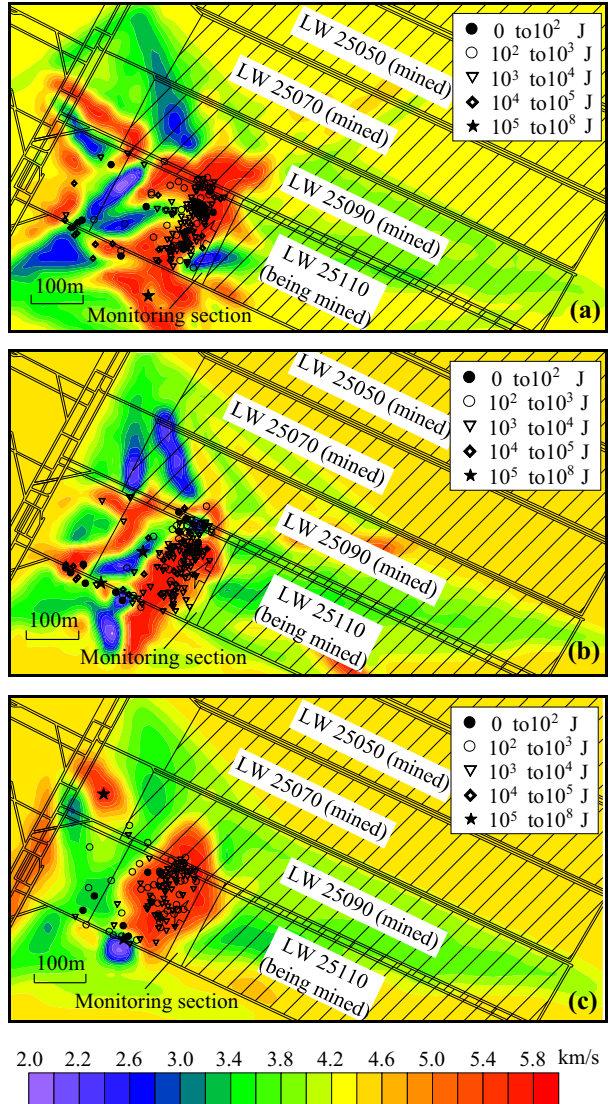 LW 25050 (mined)
LW 25070 (mined)
LW 25090 (mined)
LW 25110
(being mined)
0 to10² J
10² to10³ J
10³ to10⁴ J
10⁴ to10⁵ J
10⁵ to10⁸ J
100m
Monitoring section
(a)
LW 25050 (mined)
LW 25070 (mined)
LW 25090 (mined)
LW 25110
(being mined)
0 to10² J
10² to10³ J
10³ to10⁴ J
10⁴ to10⁵ J
10⁵ to10⁸ J
100m
Monitoring section
(b)
LW 25050 (mined)
LW 25070 (mined)
LW 25090 (mined)
LW 25110
(being mined)
0 to10² J
10² to10³ J
10³ to10⁴ J
10⁴ to10⁵ J
10⁵ to10⁸ J
100m
Monitoring section
(c)
2.0 2.2 2.6 3.0 3.4 3.8 4.2 4.6 5.0 5.4 5.8 km/s